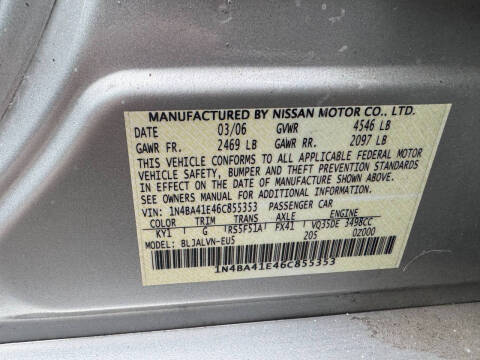 MANUFACTURED BY NISSAN MOTOR CO., LTD.
DATE 03/06 GVWR 4546 LB
GAWR FR. 2469 LB GAWR RR. 2097 LB
THIS VEHICLE CONFORMS TO ALL APPLICABLE FEDERAL MOTOR
VEHICLE SAFETY, BUMPER AND THEFT PREVENTION STANDARDS
IN EFFECT ON THE DATE OF MANUFACTURE SHOWN ABOVE.
SEE OWNERS MANUAL FOR ADDITIONAL INFORMATION.
VIN: 1N4BA41E46C855353 PASSENGER CAR
COLOR TRIM TRANS AXLE ENGINE
KY1 G RS5F51A FX41 VQ35DE 3498CC
MODEL: BLJALVN-EU5 205 0Z000
1N4BA41E46C855353